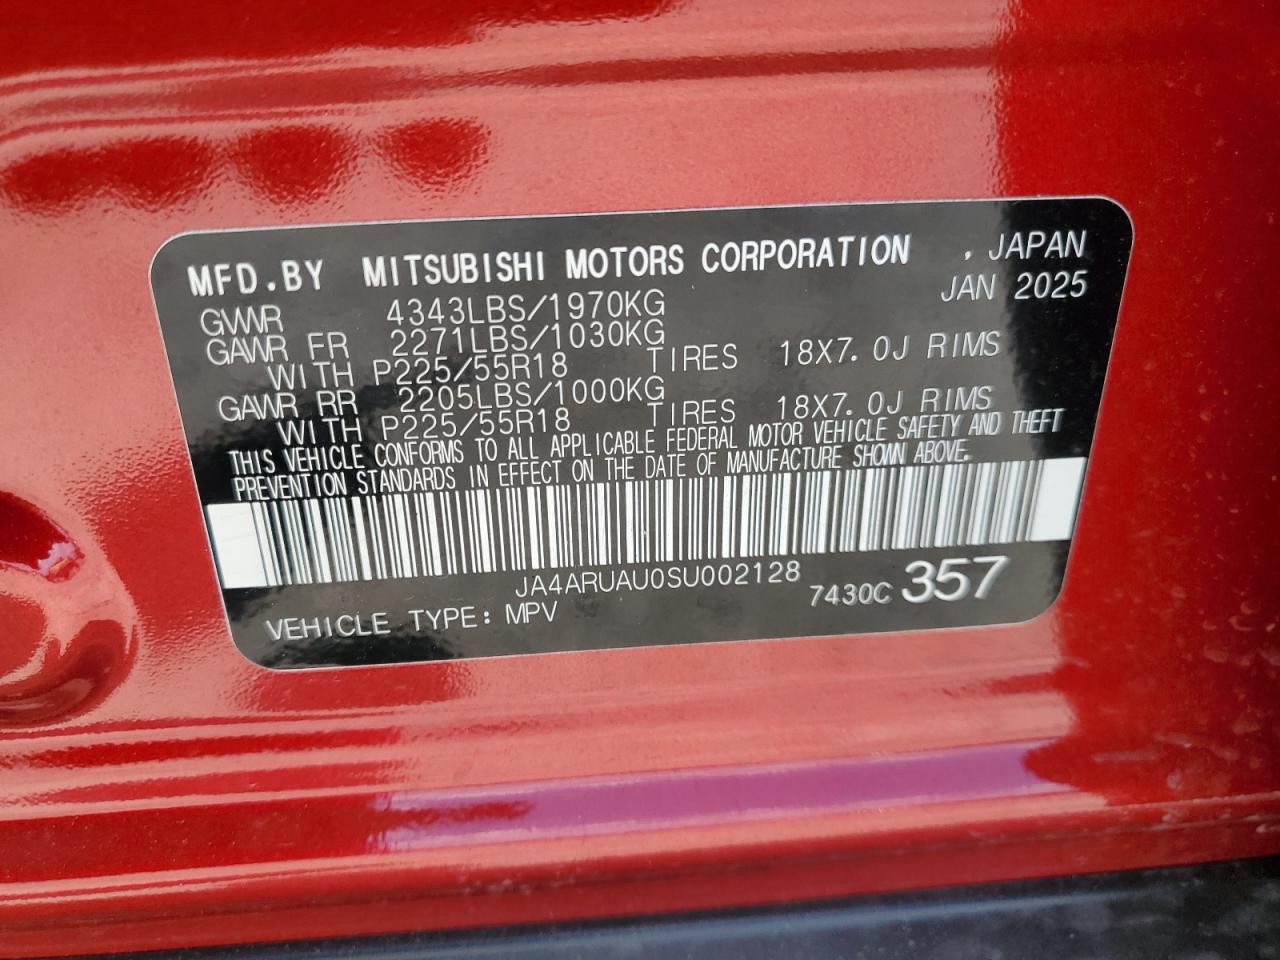 MFD.BY MITSUBISHI MOTORS CORPORATION , JAPAN
JAN 2025
GVWR 4343LBS/1970KG
GAWR FR 2271LBS/1030KG
WITH P225/55R18 TIRES 18X7.0J RIMS
GAWR RR 2205LBS/1000KG
WITH P225/55R18 TIRES 18X7.0J RIMS
THIS VEHICLE CONFORMS TO ALL APPLICABLE FEDERAL MOTOR VEHICLE SAFETY AND THEFT
PREVENTION STANDARDS IN EFFECT ON THE DATE OF MANUFACTURE SHOWN ABOVE.
JA4ARUAU0SU002128
7430C 357
VEHICLE TYPE: MPV